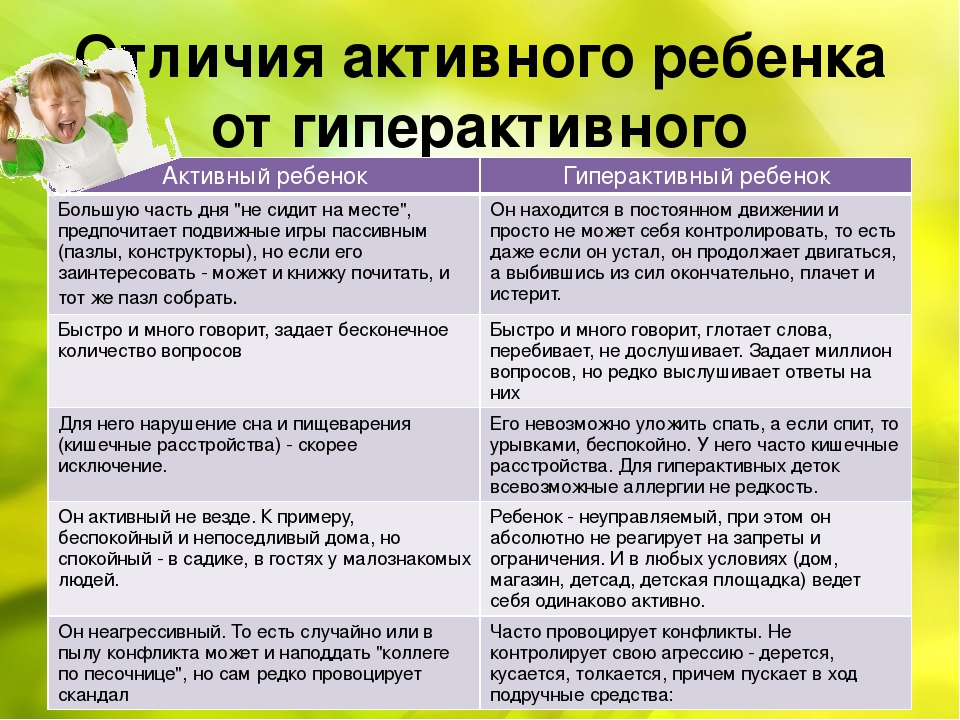 Отличия активного ребенка
от гиперактивного
Активный ребенок
Гиперактивный ребенок
Большую часть дня "не сидит на месте",
предпочитает подвижные игры пассивным
(пазлы, конструкторы), но если его
заинтересовать - может и книжку почитать, и
тот же пазл собрать.
Он находится в постоянном движении и
просто не может себя контролировать, то есть
даже если он устал, он продолжает двигаться,
а выбившись из сил окончательно, плачет и
истерит.
Быстро и много говорит, задает бесконечное
количество вопросов
Быстро и много говорит, глотает слова,
перебивает, не дослушивает. Задает миллион
вопросов, но редко выслушивает ответы на
них
Для него нарушение сна и пищеварения
(кишечные расстройства) - скорее
исключение.
Его невозможно уложить спать, а если спит, то
урывками, беспокойно. У него часто кишечные
расстройства. Для гиперактивных деток
всевозможные аллергии не редкость.
Он активный не везде. К примеру,
беспокойный и непоседливый дома, но
спокойный - в садике, в гостях у малознакомых
людей.
Ребенок - неуправляемый, при этом он
абсолютно не реагирует на запреты и
ограничения. И в любых условиях (дом,
магазин, детсад, детская площадка) ведет
себя одинаково активно.
Он неагрессивный. То есть случайно или в
пылу конфликта может и наподдать "коллеге
по песочнице", но сам редко провоцирует
скандал
Часто провоцирует конфликты. Не
контролирует свою агрессию - дерется,
кусается, толкается, причем пускает в ход
подручные средства: